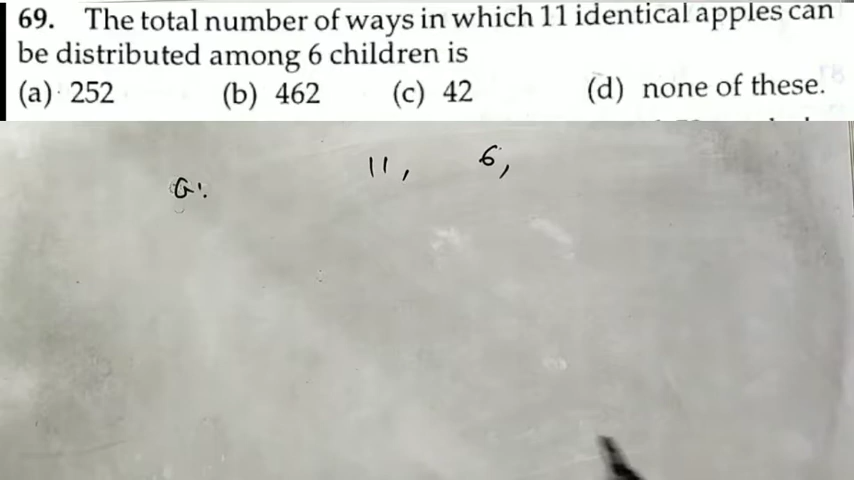 69. The total number of ways in which 11 identical apples can
be distributed among 6 children is
(a) 252 (b) 462 (c) 42 (d) none of these.
11, 6,
G: